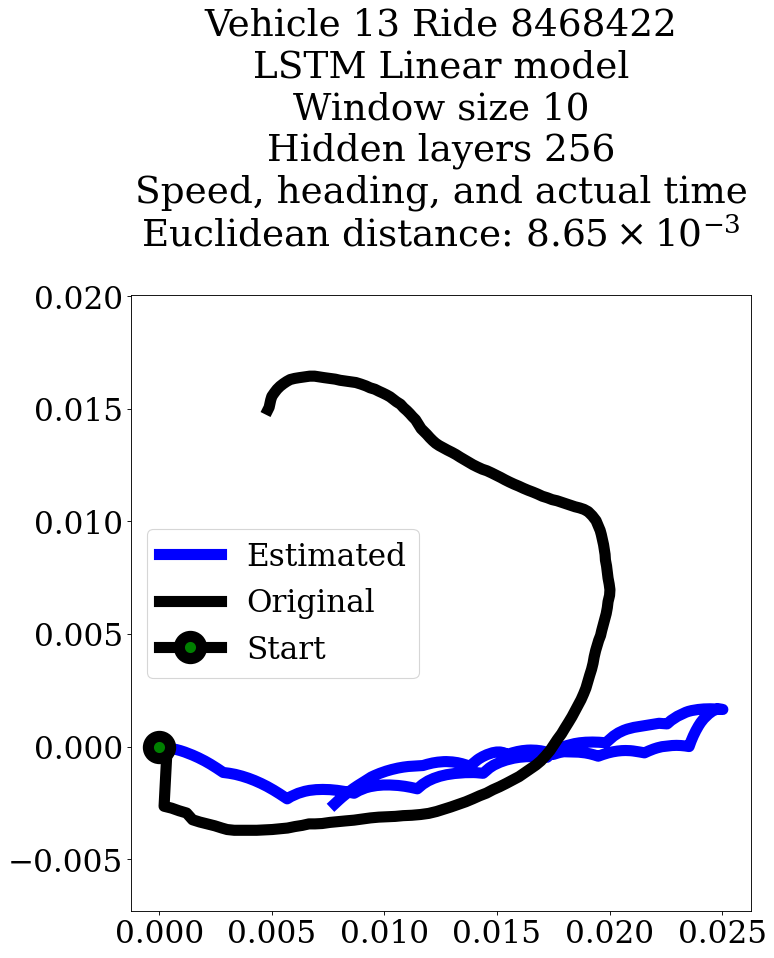 Vehicle 13 Ride 8468422
LSTM Linear model
Window size 10
Hidden layers 256
Speed, heading, and actual time
Euclidean distance: 8.65 × 10⁻³
0.020
0.015
0.010
0.005
0.000
−0.005
Estimated
Original
Start
0.000 0.005 0.010 0.015 0.020 0.025